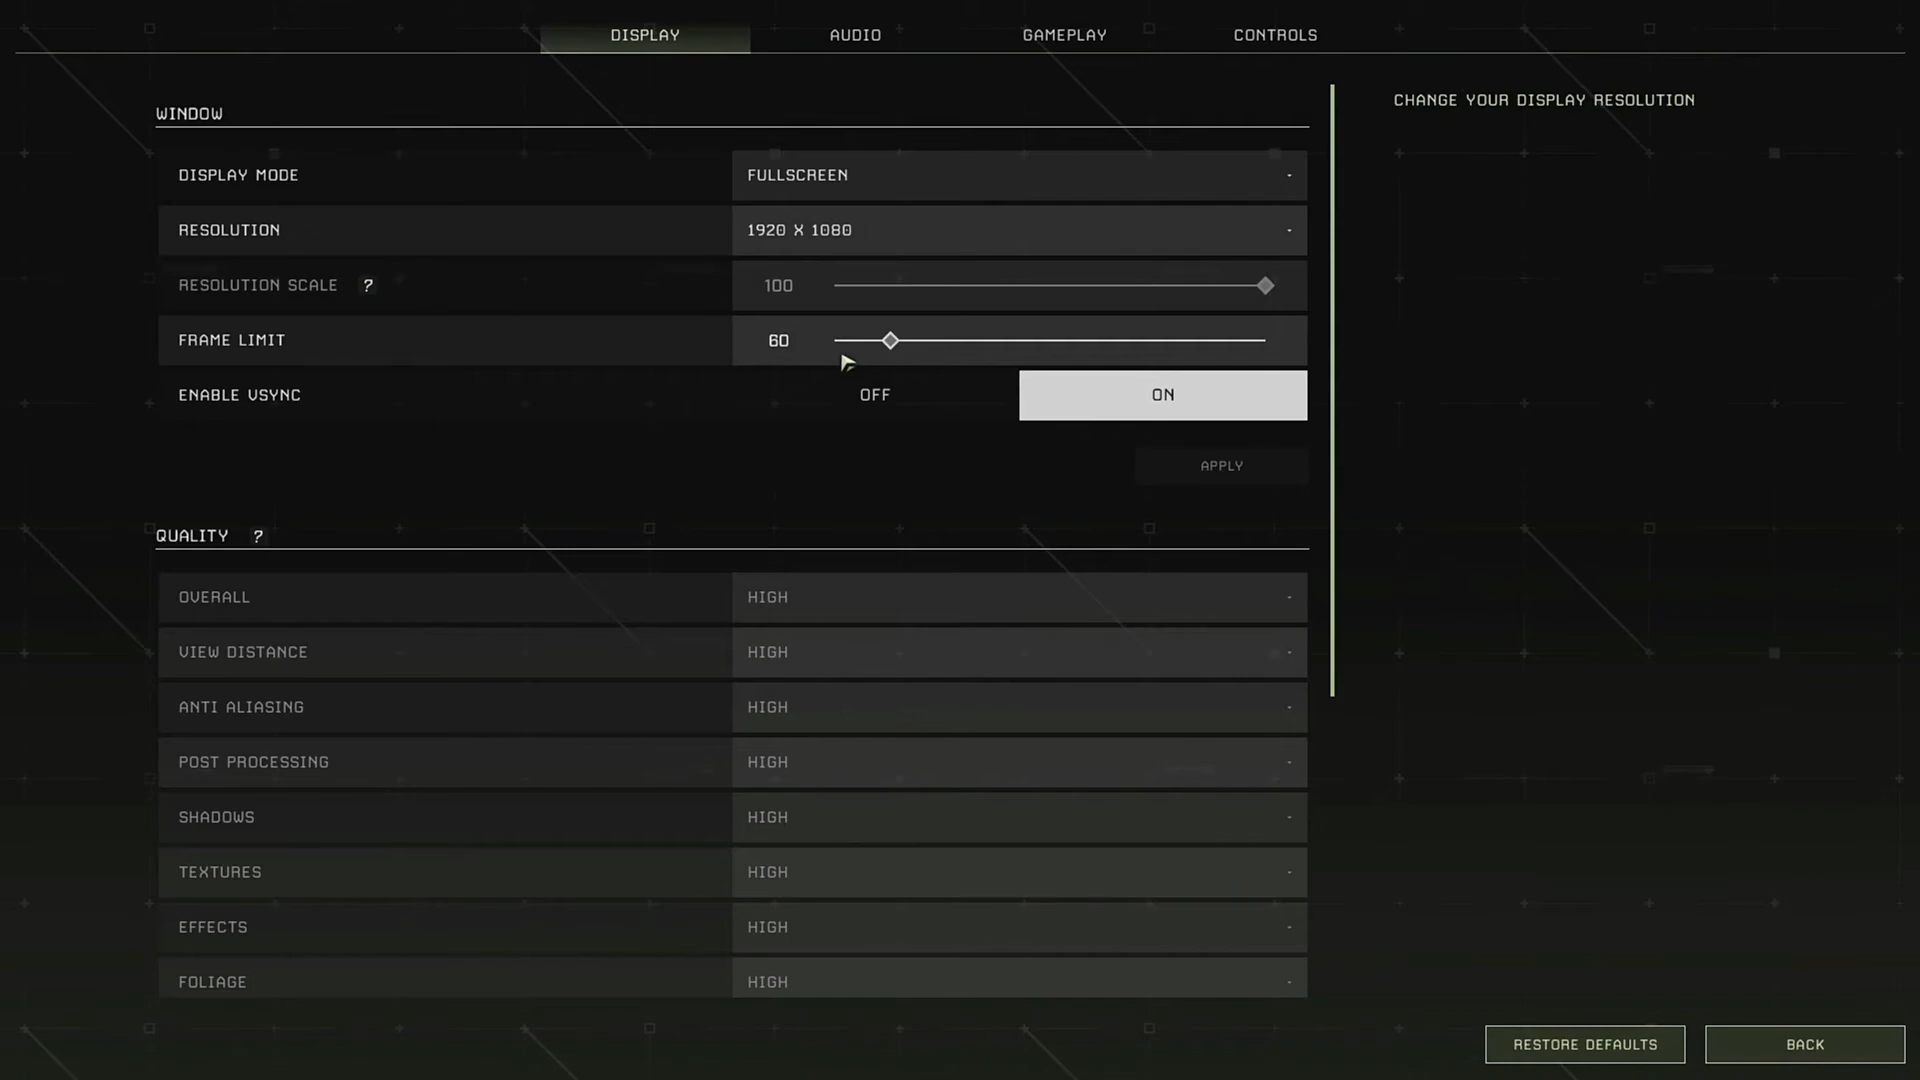 DISPLAY AUDIO GAMEPLAY CONTROLS
WINDOW
CHANGE YOUR DISPLAY RESOLUTION
DISPLAY MODE FULLSCREEN
RESOLUTION 1920 X 1080
RESOLUTION SCALE ? 100
FRAME LIMIT 60
ENABLE VSYNC OFF ON
APPLY
QUALITY ?
OVERALL HIGH
VIEW DISTANCE HIGH
ANTI ALIASING HIGH
POST PROCESSING HIGH
SHADOWS HIGH
TEXTURES HIGH
EFFECTS HIGH
FOLIAGE HIGH
RESTORE DEFAULTS BACK